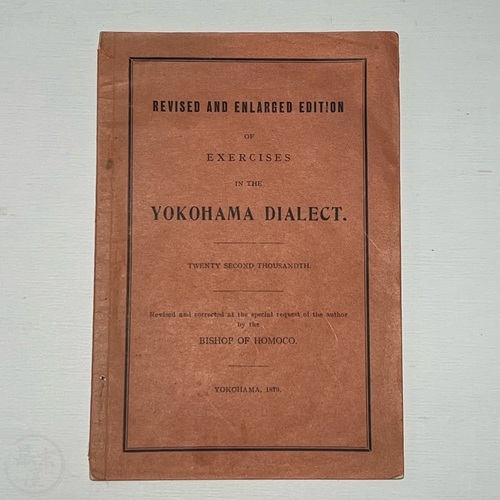 REVISED AND ENLARGED EDITION
OF
EXERCISES
IN THE
YOKOHAMA DIALECT.
TWENTY SECOND THOUSANDTH.
Revised and corrected at the special request of the author
by the
BISHOP OF HOMOCO.
YOKOHAMA, 1879.